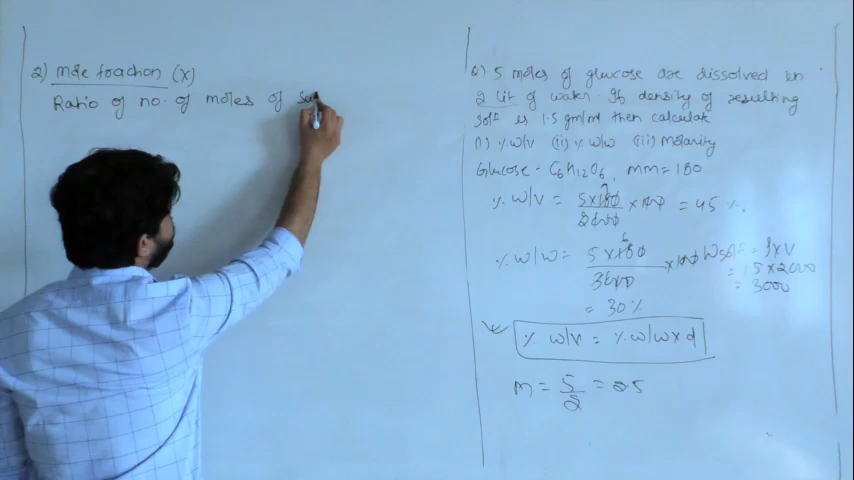 2) Mole fraction (X)
Ratio of no. of moles of
Q) 5 moles of glucose are dissolved in
2 lit of water. If density of resulting
solⁿ is 1.5 gm/ml then calculate
(i) % w/v (ii) % w/w (iii) Molarity
Glucose - C6H12O6, mm = 180
% w/v = 5×180/2000 ×100 = 45 %.
% w/w = 5×180/3000 ×100
= 30%
Wsolⁿ = ρ×V
= 1.5×2000
= 3000
% w/v = % w/w × d
M = 5/2 = 2.5